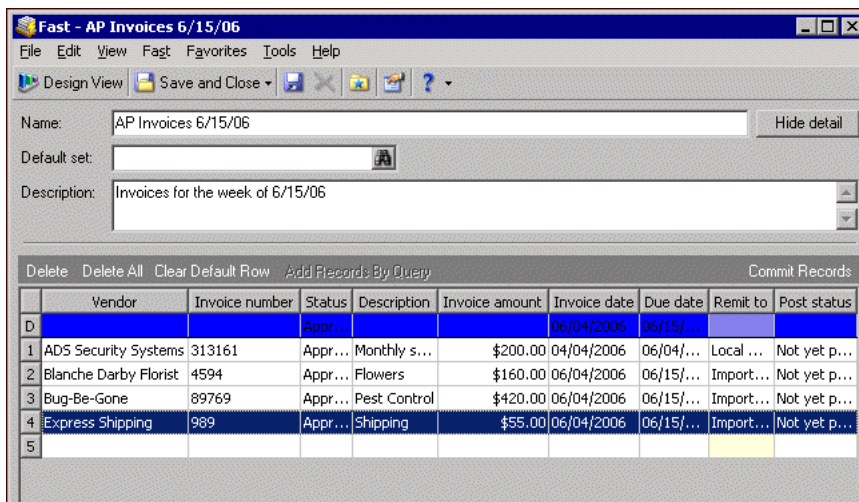 Fast - AP Invoices 6/15/06
File Edit View Fast Favorites Tools Help
Design View Save and Close
Name: AP Invoices 6/15/06 Hide detail
Default set:
Description: Invoices for the week of 6/15/06
Delete Delete All Clear Default Row Add Records By Query Commit Records
Vendor Invoice number Status Description Invoice amount Invoice date Due date Remit to Post status
D Appr... 06/04/2006 06/15/...
1 ADS Security Systems 313161 Appr... Monthly s... $200.00 04/04/2006 06/04/... Local ... Not yet p...
2 Blanche Darby Florist 4594 Appr... Flowers $160.00 06/04/2006 06/15/... Import... Not yet p...
3 Bug-Be-Gone 89769 Appr... Pest Control $420.00 06/04/2006 06/15/... Import... Not yet p...
4 Express Shipping 989 Appr... Shipping $55.00 06/04/2006 06/15/... Import... Not yet p...
5